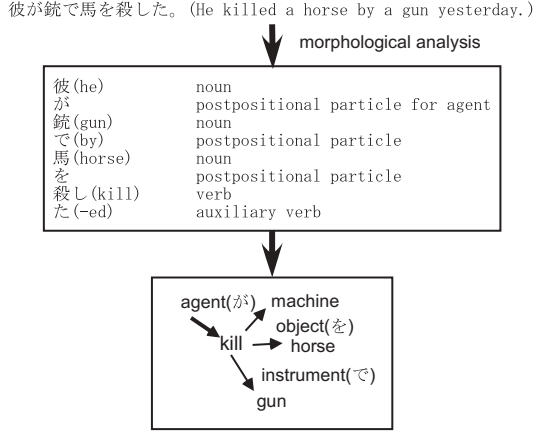 彼が銃で馬を殺した。(He killed a horse by a gun yesterday.)
morphological analysis
彼(he) noun
が postpositional particle for agent
銃(gun) noun
で(by) postpositional particle
馬(horse) noun
を postpositional particle
殺し(kill) verb
た(-ed) auxiliary verb
agent(が) machine
object(を)
kill horse
instrument(で)
gun